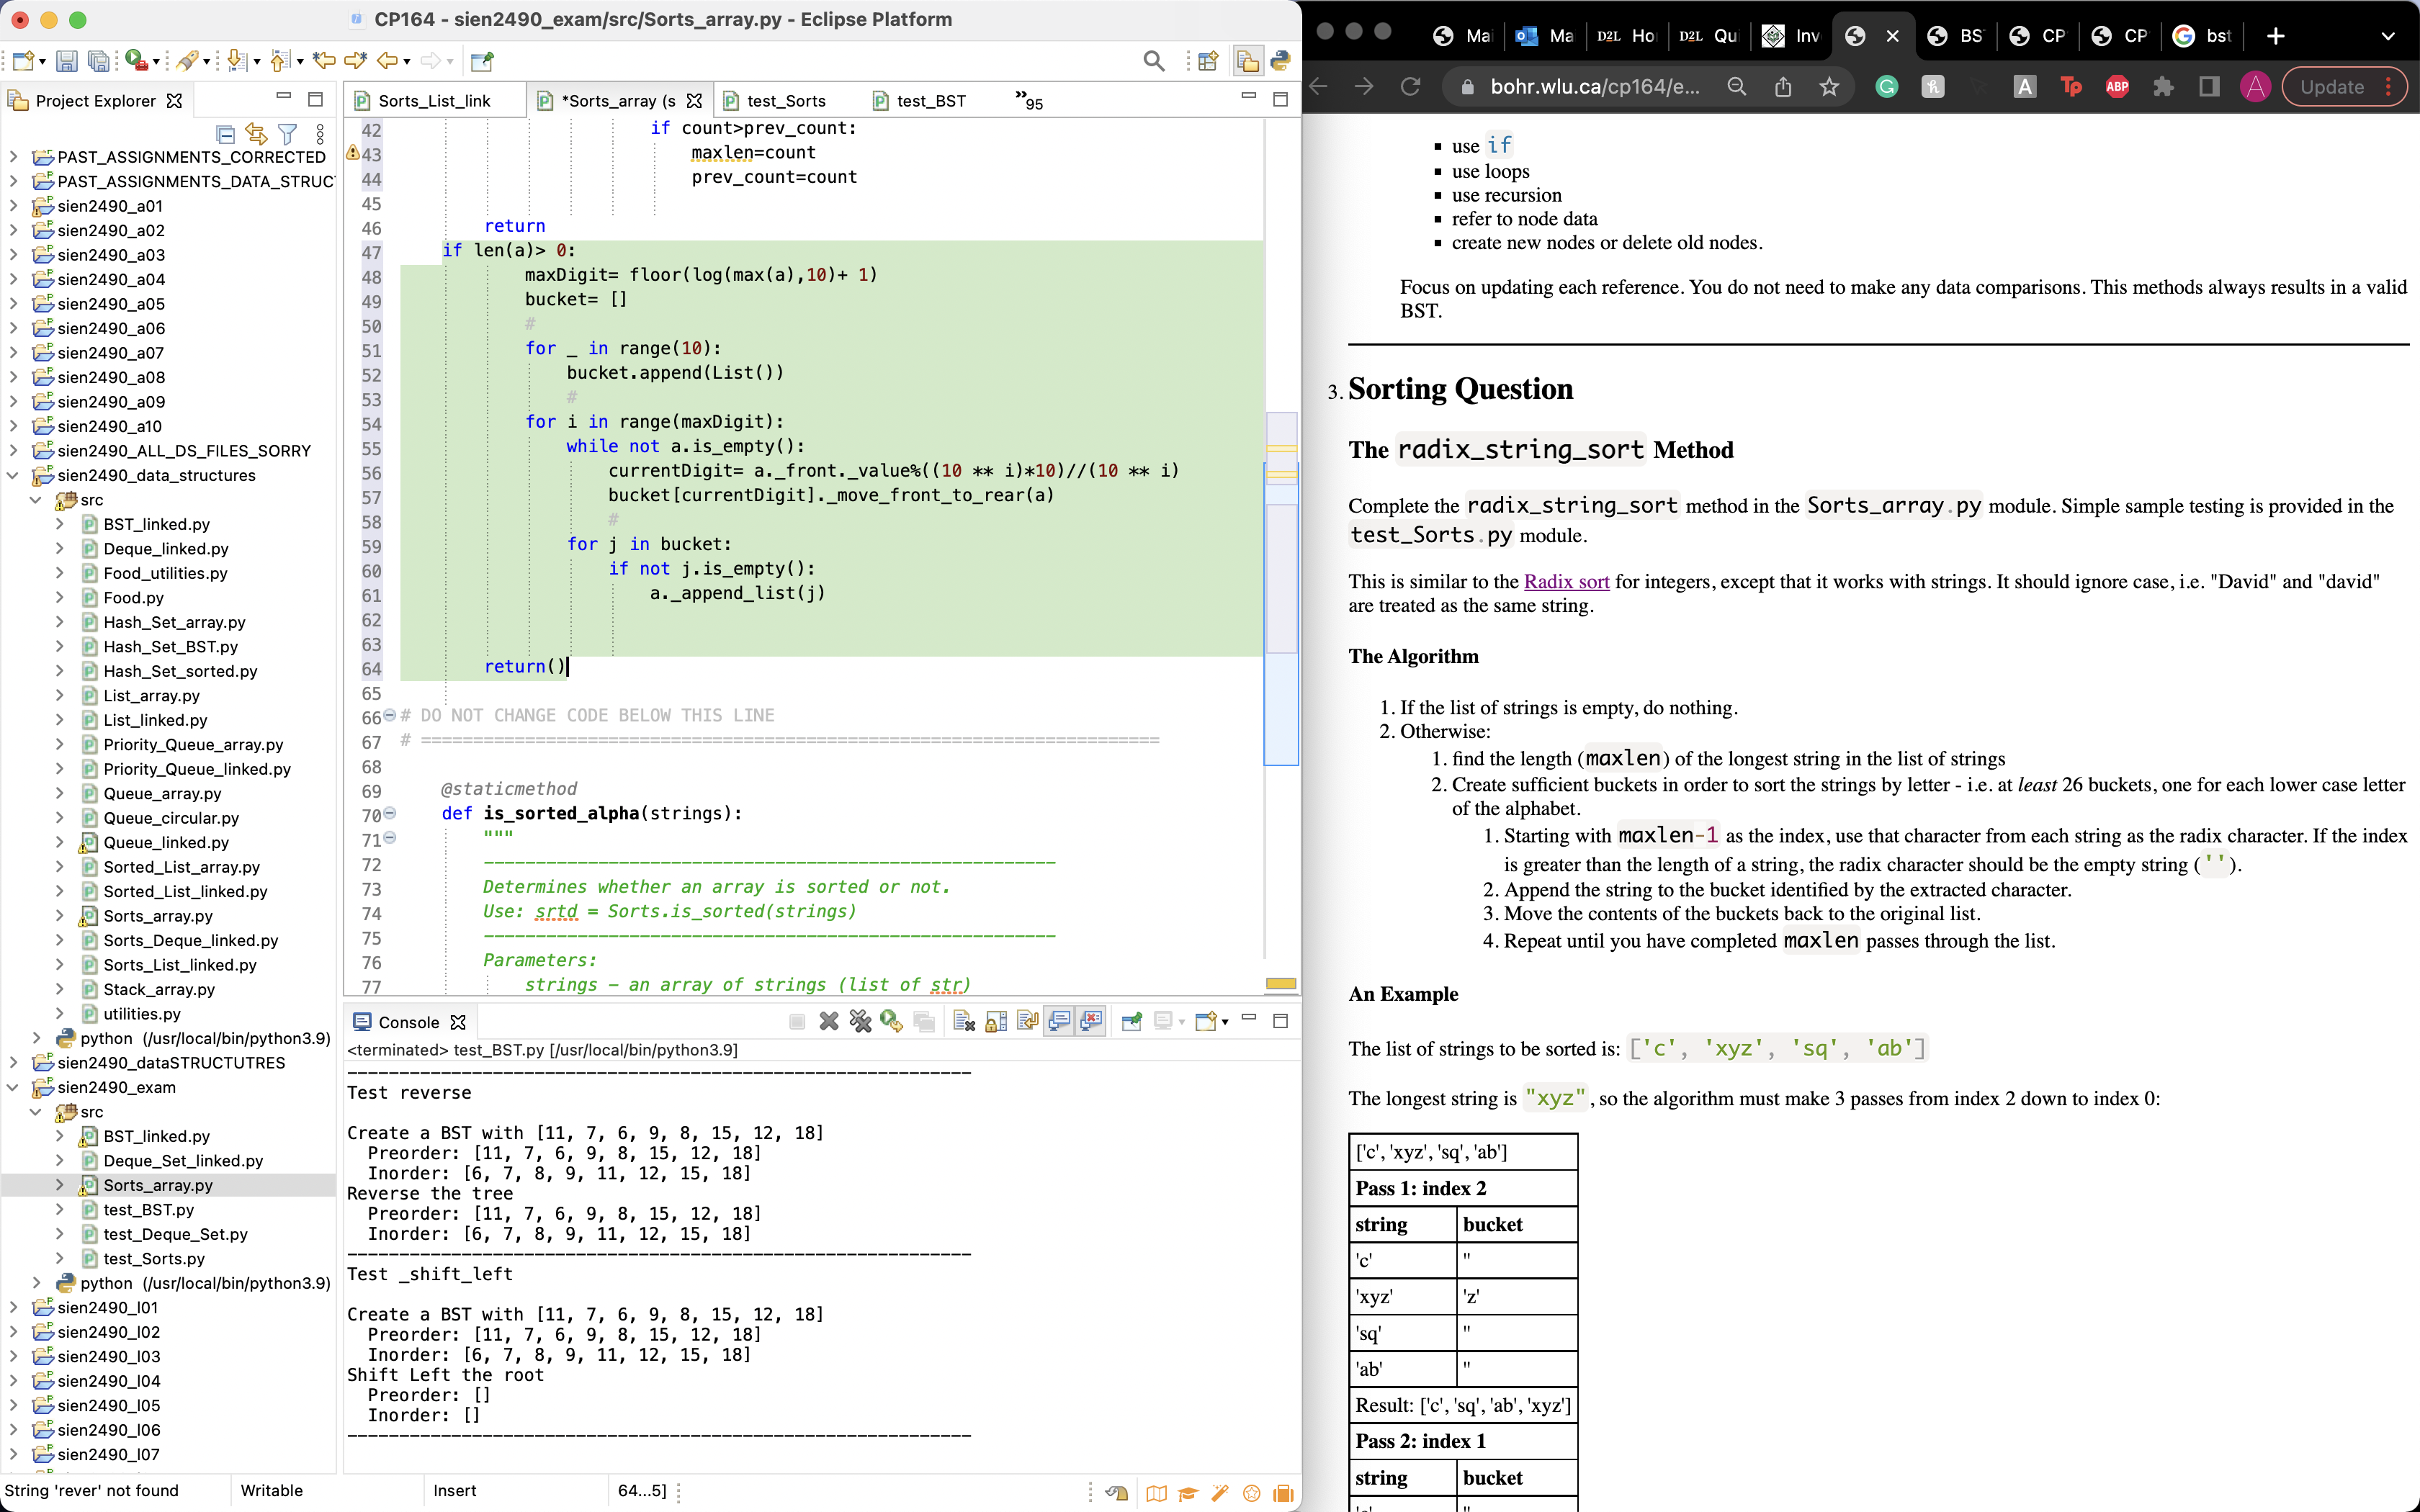 CP164 - sien2490_exam/src/Sorts_array.py - Eclipse Platform
Project Explorer
PAST_ASSIGNMENTS_CORRECTED
PAST_ASSIGNMENTS_DATA_STRUC
sien2490_a01
sien2490_a02
sien2490_a03
sien2490_a04
sien2490_a05
sien2490_a06
sien2490_a07
sien2490_a08
sien2490_a09
sien2490_a10
sien2490_ALL_DS_FILES_SORRY
sien2490_data_structures
src
BST_linked.py
Deque_linked.py
Food_utilities.py
Food.py
Hash_Set_array.py
Hash_Set_BST.py
Hash_Set_sorted.py
List_array.py
List_linked.py
Priority_Queue_array.py
Priority_Queue_linked.py
Queue_array.py
Queue_circular.py
Queue_linked.py
Sorted_List_array.py
Sorted_List_linked.py
Sorts_array.py
Sorts_Deque_linked.py
Sorts_List_linked.py
Stack_array.py
utilities.py
python (/usr/local/bin/python3.9)
sien2490_dataSTRUCTUTRES
sien2490_exam
src
BST_linked.py
Deque_Set_linked.py
Sorts_array.py
test_BST.py
test_Deque_Set.py
test_Sorts.py
python (/usr/local/bin/python3.9)
sien2490_l01
sien2490_l02
sien2490_l03
sien2490_l04
sien2490_l05
sien2490_l06
sien2490_l07
Sorts_List_link *Sorts_array (s test_Sorts test_BST »95
42 if count>prev_count:
43 maxlen=count
44 prev_count=count
45
46 return
47 if len(a)> 0:
48 maxDigit= floor(log(max(a),10)+ 1)
49 bucket= []
50 #
51 for _ in range(10):
52 bucket.append(List())
53 #
54 for i in range(maxDigit):
55 while not a.is_empty():
56 currentDigit= a._front._value%((10 ** i)*10)//(10 ** i)
57 bucket[currentDigit]._move_front_to_rear(a)
58 #
59 for j in bucket:
60 if not j.is_empty():
61 a._append_list(j)
62
63
64 return()
65
66 # DO NOT CHANGE CODE BELOW THIS LINE
67 # =======================================================================
68
69 @staticmethod
70 def is_sorted_alpha(strings):
71 """
72 -------------------------------------------------------
73 Determines whether an array is sorted or not.
74 Use: srtd = Sorts.is_sorted(strings)
75 -------------------------------------------------------
76 Parameters:
77 strings - an array of strings (list of str)
Console
<terminated> test_BST.py [/usr/local/bin/python3.9]
------------------------------------------------------------
Test reverse
Create a BST with [11, 7, 6, 9, 8, 15, 12, 18]
Preorder: [11, 7, 6, 9, 8, 15, 12, 18]
Inorder: [6, 7, 8, 9, 11, 12, 15, 18]
Reverse the tree
Preorder: [11, 7, 6, 9, 8, 15, 12, 18]
Inorder: [6, 7, 8, 9, 11, 12, 15, 18]
------------------------------------------------------------
Test _shift_left
Create a BST with [11, 7, 6, 9, 8, 15, 12, 18]
Preorder: [11, 7, 6, 9, 8, 15, 12, 18]
Inorder: [6, 7, 8, 9, 11, 12, 15, 18]
Shift Left the root
Preorder: []
Inorder: []
------------------------------------------------------------
String 'rever' not found Writable Insert 64...5]
Mai Ma D2L Ho D2L Qu Inv BS CP CP bst
bohr.wlu.ca/cp164/e... A Tp ABP A Update
▪ use if
▪ use loops
▪ use recursion
▪ refer to node data
▪ create new nodes or delete old nodes.
Focus on updating each reference. You do not need to make any data comparisons. This methods always results in a valid
BST.
3. Sorting Question
The radix_string_sort Method
Complete the radix_string_sort method in the Sorts_array.py module. Simple sample testing is provided in the
test_Sorts.py module.
This is similar to the Radix sort for integers, except that it works with strings. It should ignore case, i.e. "David" and "david"
are treated as the same string.
The Algorithm
1. If the list of strings is empty, do nothing.
2. Otherwise:
1. find the length (maxlen) of the longest string in the list of strings
2. Create sufficient buckets in order to sort the strings by letter - i.e. at least 26 buckets, one for each lower case letter
of the alphabet.
1. Starting with maxlen-1 as the index, use that character from each string as the radix character. If the index
is greater than the length of a string, the radix character should be the empty string ('').
2. Append the string to the bucket identified by the extracted character.
3. Move the contents of the buckets back to the original list.
4. Repeat until you have completed maxlen passes through the list.
An Example
The list of strings to be sorted is: ['c', 'xyz', 'sq', 'ab']
The longest string is "xyz", so the algorithm must make 3 passes from index 2 down to index 0:
['c', 'xyz', 'sq', 'ab']
Pass 1: index 2
string bucket
'c' ''
'xyz' 'z'
'sq' ''
'ab' ''
Result: ['c', 'sq', 'ab', 'xyz']
Pass 2: index 1
string bucket